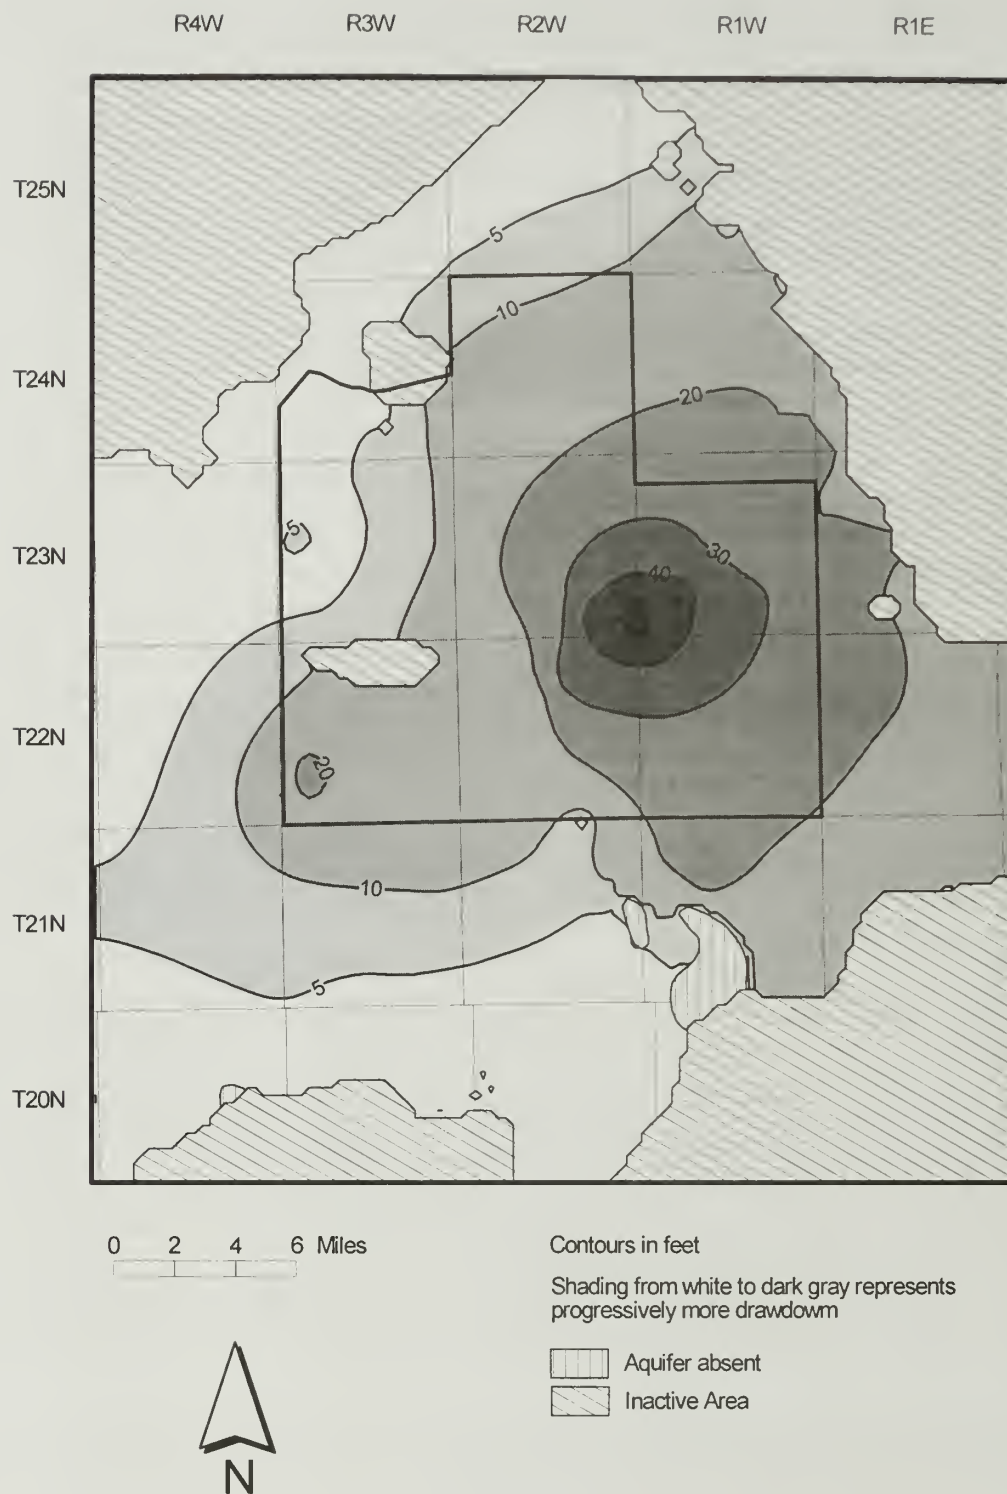 R4W R3W R2W R1W R1E
T25N
T24N
T23N
T22N
T21N
T20N
5
10
20
5
30
40
20
10
5
0 2 4 6 Miles
Contours in feet
Shading from white to dark gray represents
progressively more drawdowm
Aquifer absent
Inactive Area
N